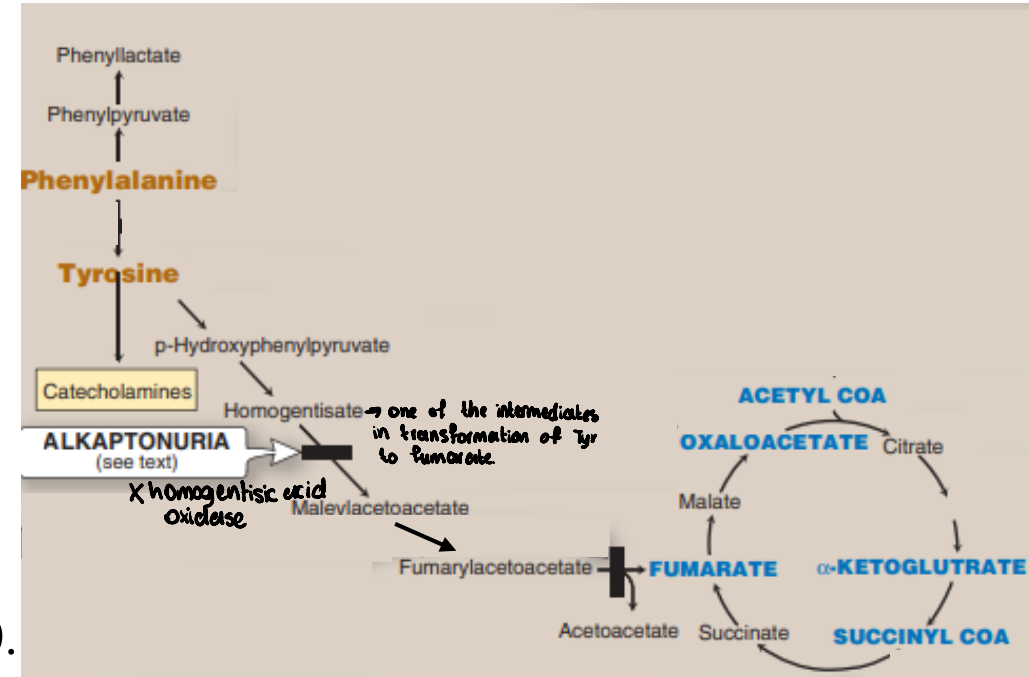 Phenyllactate
Phenylpyruvate
Phenylalanine
Tyrosine
p-Hydroxyphenylpyruvate
Catecholamines
Homogentisate → one of the intermediates
in transformation of Tyr
to fumarate.
ALKAPTONURIA
(see text)
X homogentisic acid
oxidase
Malevlacetoacetate
Fumarylacetoacetate
Acetoacetate
ACETYL COA
OXALOACETATE
Citrate
Malate
FUMARATE
α-KETOGLUTRATE
Succinate
SUCCINYL COA
).